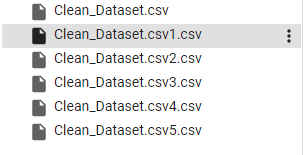 Clean_Dataset.csv
Clean_Dataset.csv1.csv
Clean_Dataset.csv2.csv
Clean_Dataset.csv3.csv
Clean_Dataset.csv4.csv
Clean_Dataset.csv5.csv